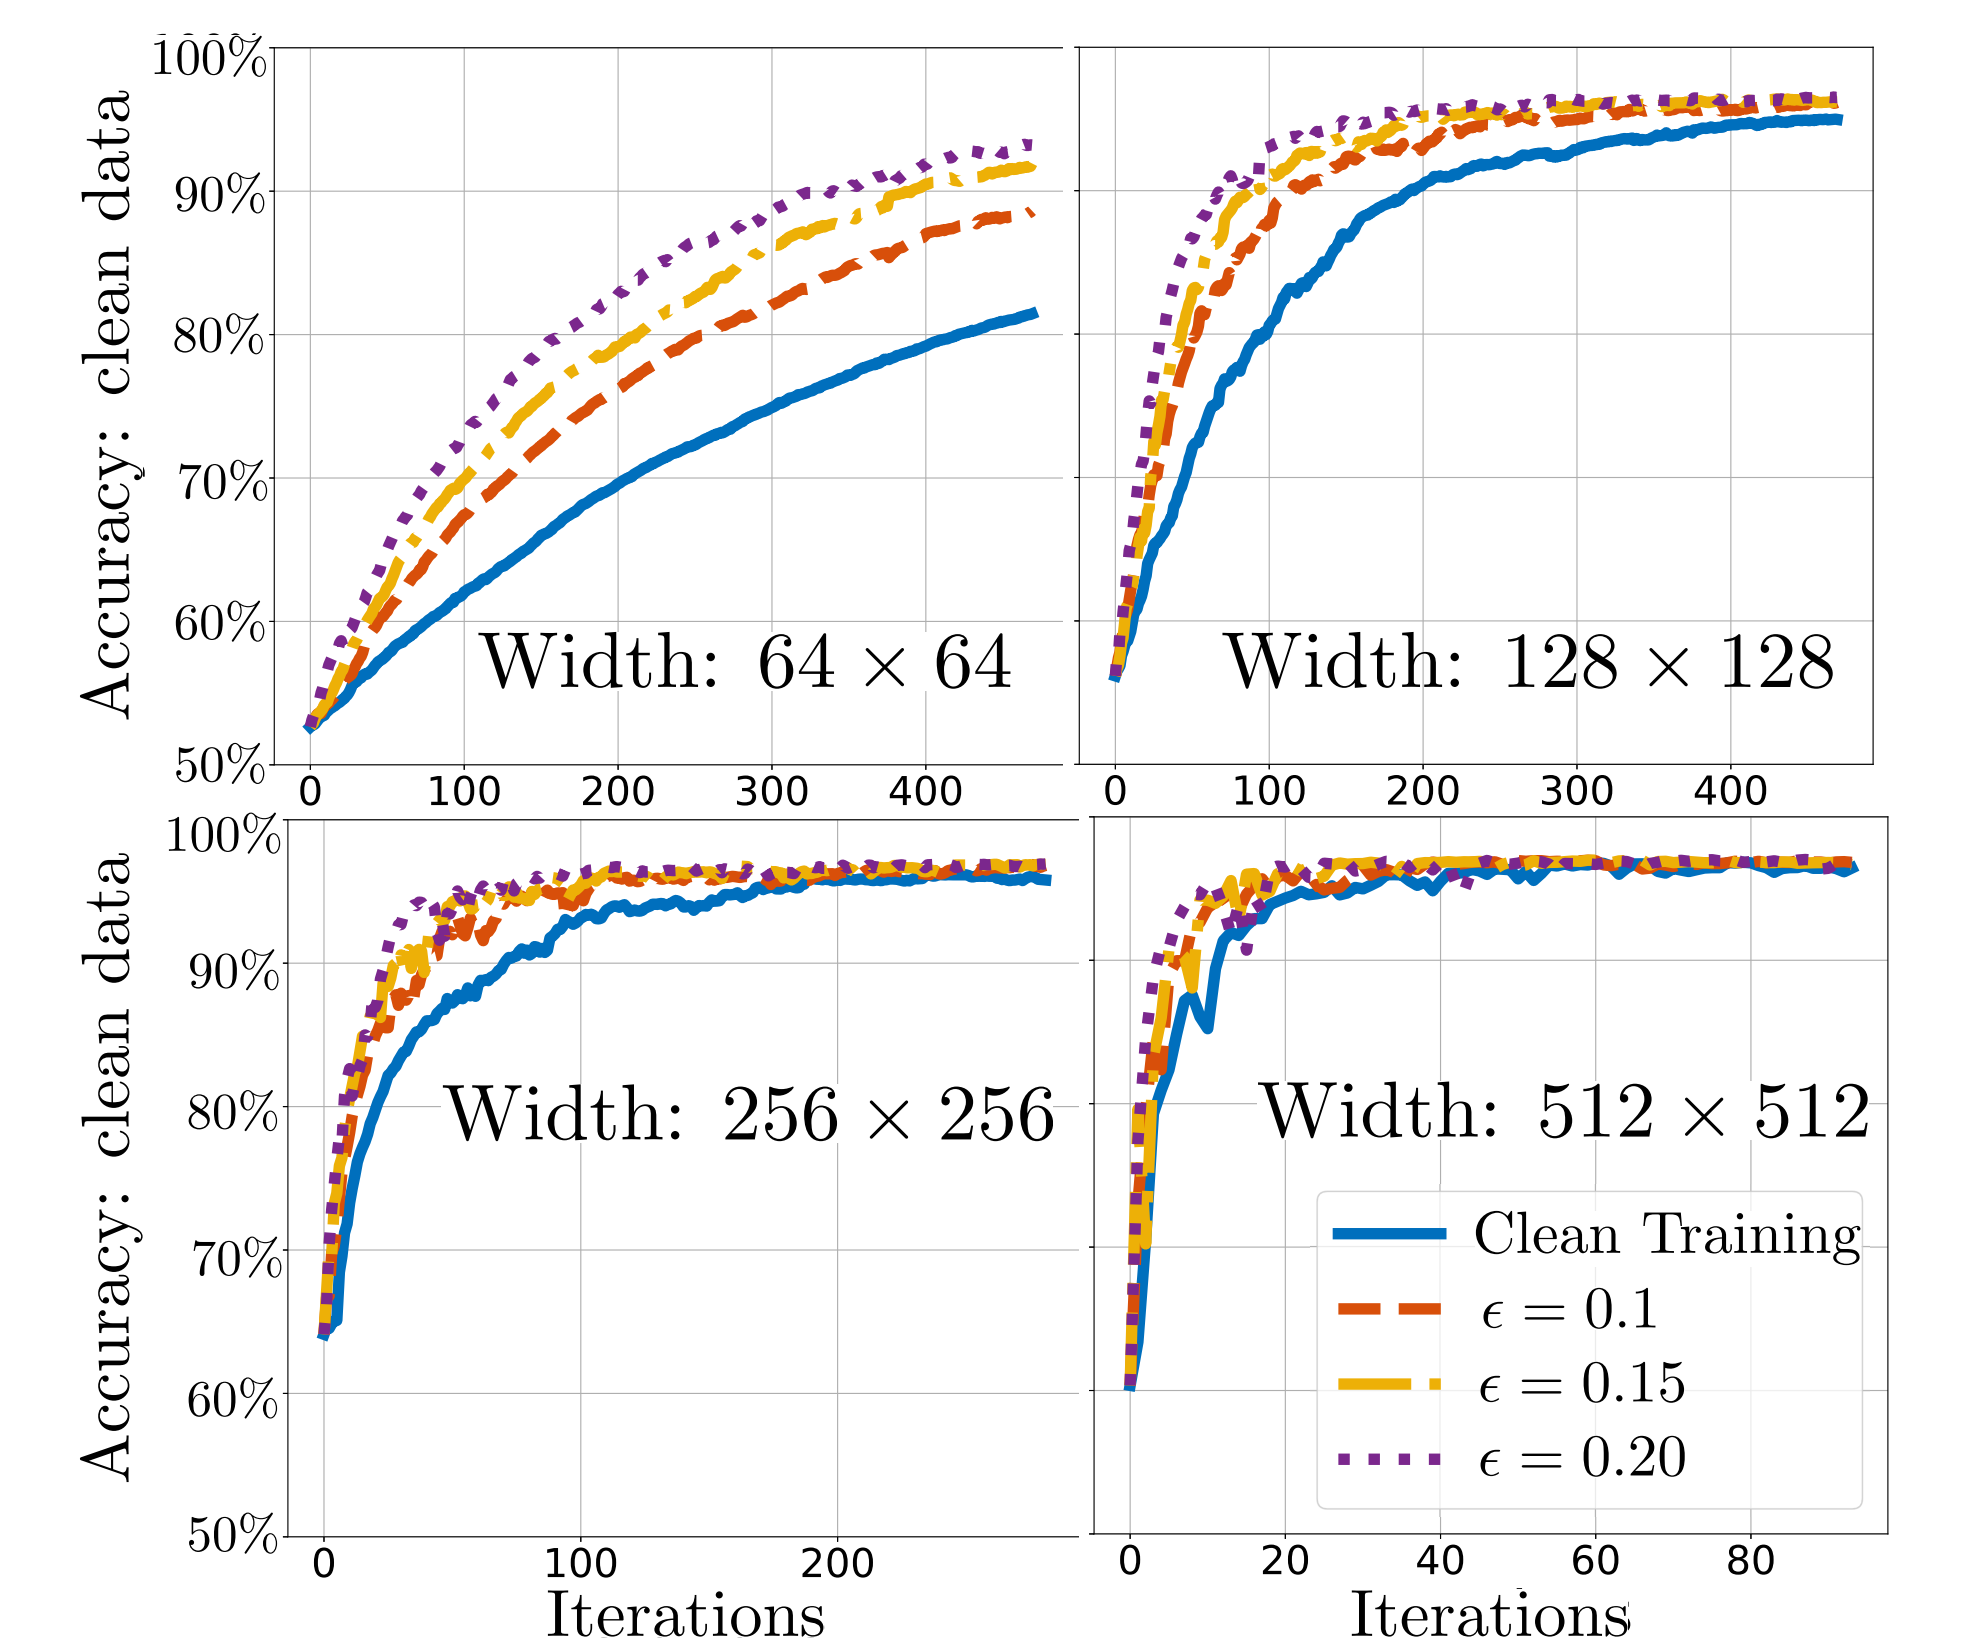 Accuracy: clean data
100%
90%
80%
70%
60%
50%
Width: 64 × 64
0 100 200 300 400
Width: 128 × 128
0 100 200 300 400
Accuracy: clean data
100%
90%
80%
70%
60%
50%
Width: 256 × 256
0 100 200
Iterations
Width: 512 × 512
Clean Training
ϵ = 0.1
ϵ = 0.15
ϵ = 0.20
0 20 40 60 80
Iterations